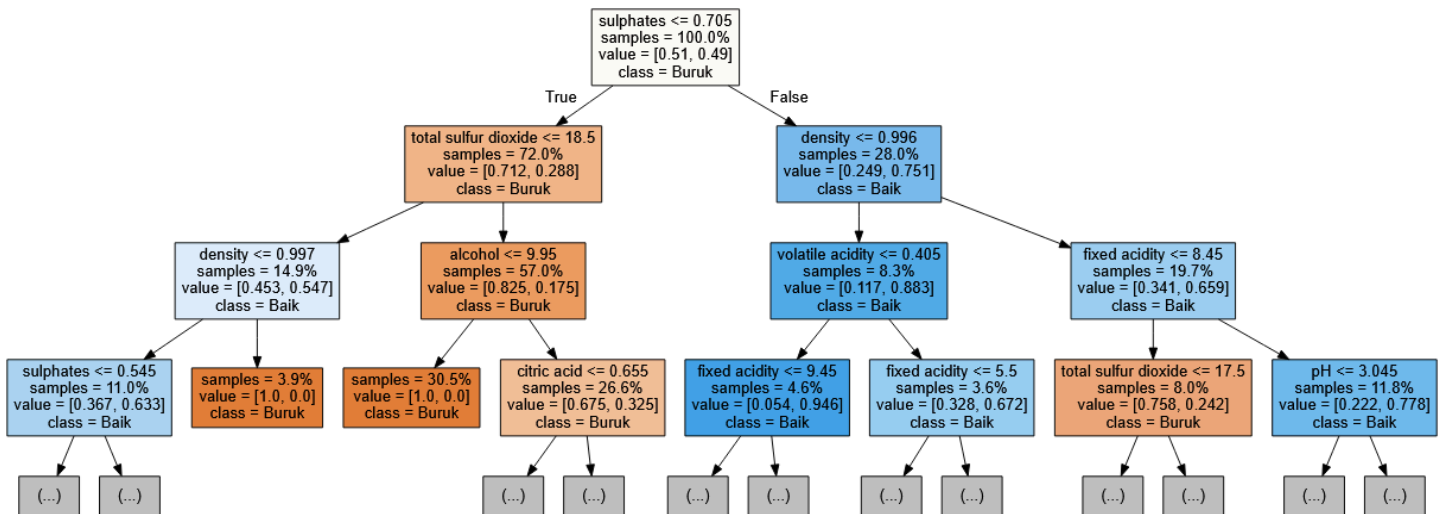 sulphates <= 0.705
samples = 100.0%
value = [0.51, 0.49]
class = Buruk
True
False
total sulfur dioxide <= 18.5
samples = 72.0%
value = [0.712, 0.288]
class = Buruk
density <= 0.996
samples = 28.0%
value = [0.249, 0.751]
class = Baik
density <= 0.997
samples = 14.9%
value = [0.453, 0.547]
class = Baik
alcohol <= 9.95
samples = 57.0%
value = [0.825, 0.175]
class = Buruk
volatile acidity <= 0.405
samples = 8.3%
value = [0.117, 0.883]
class = Baik
fixed acidity <= 8.45
samples = 19.7%
value = [0.341, 0.659]
class = Baik
sulphates <= 0.545
samples = 11.0%
value = [0.367, 0.633]
class = Baik
samples = 3.9%
value = [1.0, 0.0]
class = Buruk
samples = 30.5%
value = [1.0, 0.0]
class = Buruk
citric acid <= 0.655
samples = 26.6%
value = [0.675, 0.325]
class = Buruk
fixed acidity <= 9.45
samples = 4.6%
value = [0.054, 0.946]
class = Baik
fixed acidity <= 5.5
samples = 3.6%
value = [0.328, 0.672]
class = Baik
total sulfur dioxide <= 17.5
samples = 8.0%
value = [0.758, 0.242]
class = Buruk
pH <= 3.045
samples = 11.8%
value = [0.222, 0.778]
class = Baik
(...)
(...)
(...)
(...)
(...)
(...)
(...)
(...)
(...)
(...)
(...)
(...)